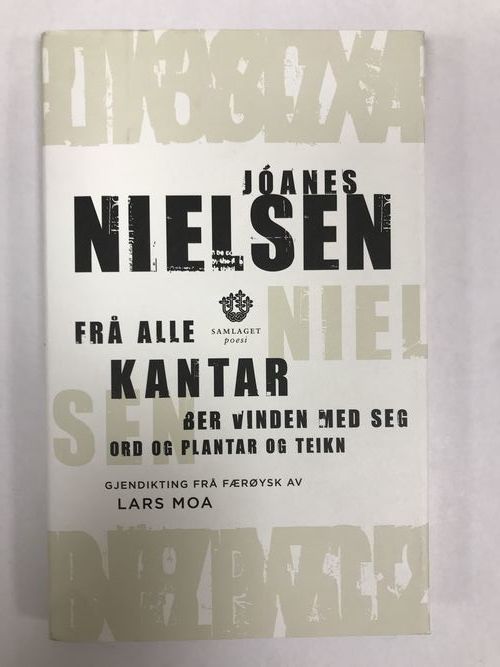 JÓANES
NIELSEN
SAMLAGET
poesi
NIEL
SEN
FRÅ ALLE
KANTAR
BER VINDEN MED SEG
ORD OG PLANTAR OG TEIKN
GJENDIKTING FRÅ FÆRØYSK AV
LARS MOA